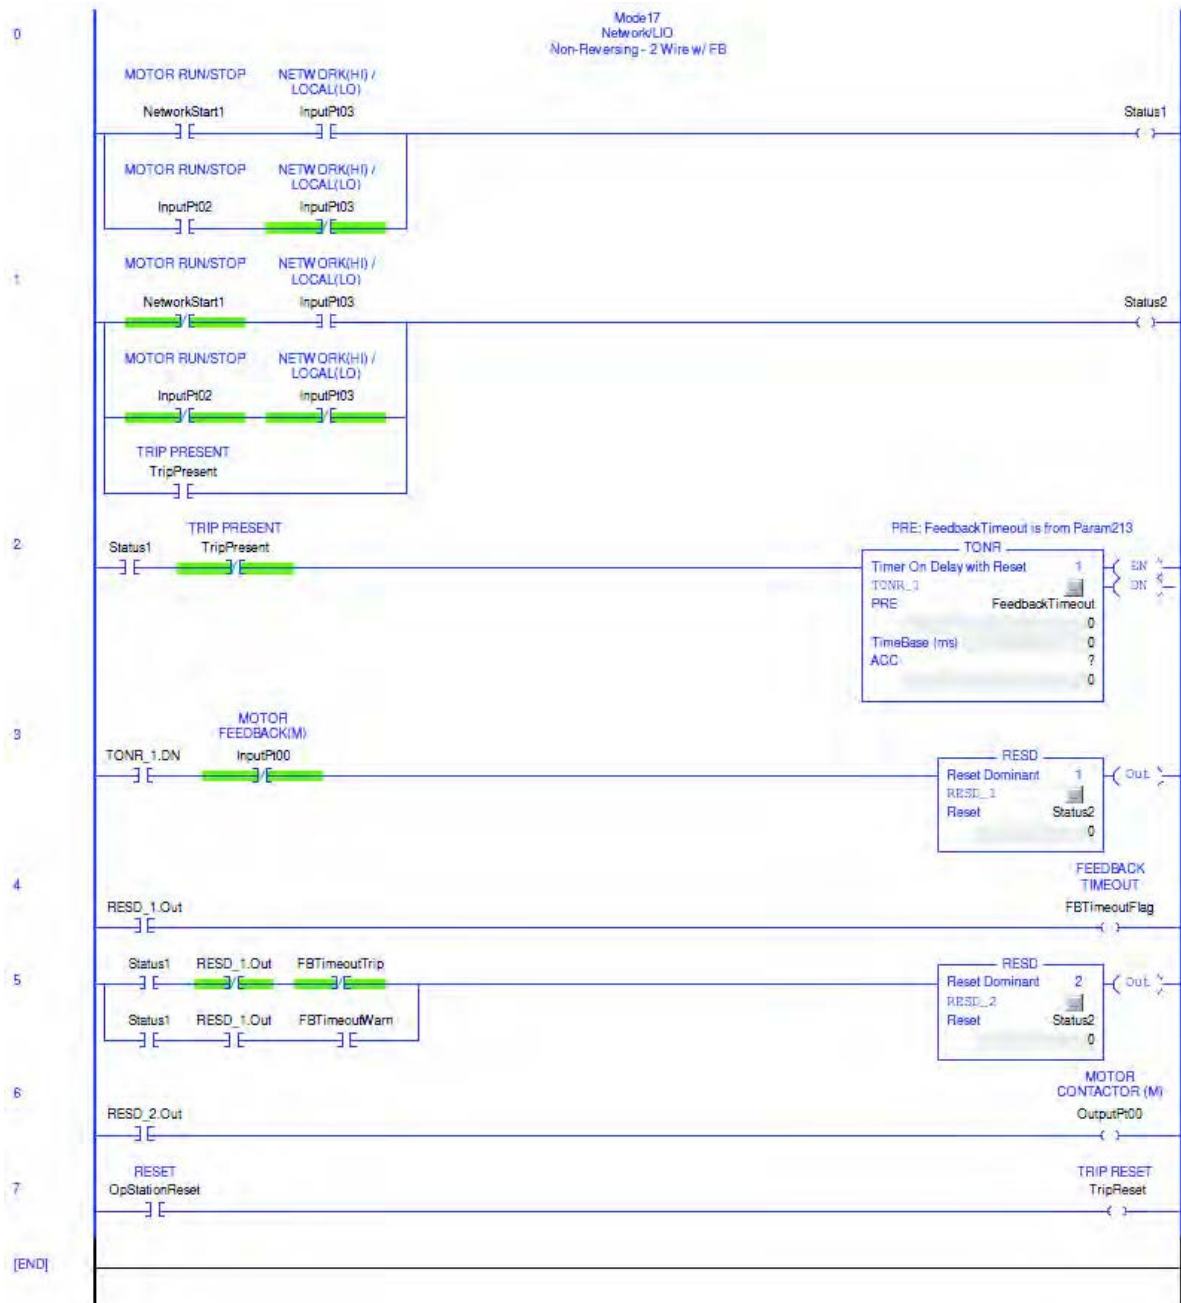 Mode17
Network/LIO
Non-Reversing - 2 Wire w/ FB
0
MOTOR RUN/STOP NETWORK(HI) /
LOCAL(LO)
NetworkStart1 InputPt03 Status1
MOTOR RUN/STOP NETWORK(HI) /
LOCAL(LO)
InputPt02 InputPt03
1
MOTOR RUN/STOP NETWORK(HI) /
LOCAL(LO)
NetworkStart1 InputPt03 Status2
MOTOR RUN/STOP NETWORK(HI) /
LOCAL(LO)
InputPt02 InputPt03
TRIP PRESENT
TripPresent
2
TRIP PRESENT
Status1 TripPresent
PRE: FeedbackTimeout is from Param213
TONR
Timer On Delay with Reset 1 EN
TONR_1 DN
PRE FeedbackTimeout
0
TimeBase (ms) 0
ACC ?
0
3
MOTOR
FEEDBACK(M)
TONR_1.DN InputPt00
RESD
Reset Dominant 1 Out
RESD_1
Reset Status2
0
4
FEEDBACK
TIMEOUT
RESD_1.Out FBTimeoutFlag
5
Status1 RESD_1.Out FBTimeoutTrip
Status1 RESD_1.Out FBTimeoutWarn
RESD
Reset Dominant 2 Out
RESD_2
Reset Status2
0
6
MOTOR
CONTACTOR (M)
RESD_2.Out OutputPt00
7
RESET TRIP RESET
OpStationReset TripReset
[END]